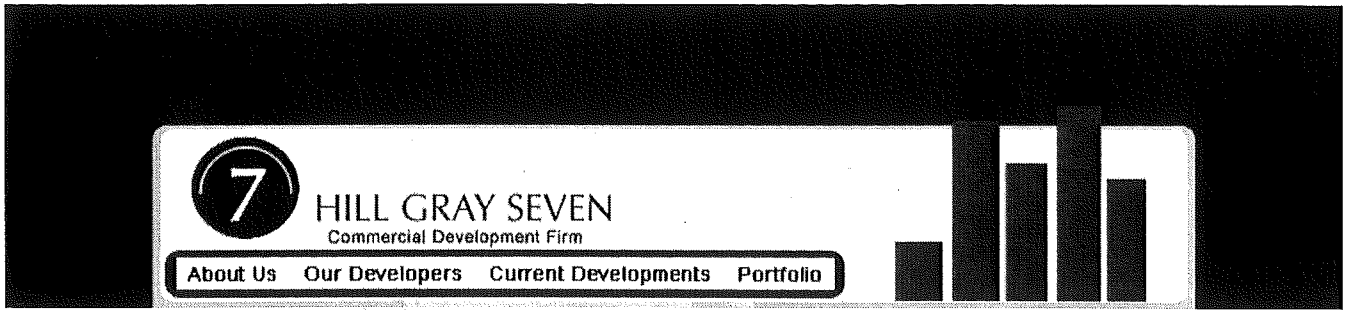 7
HILL GRAY SEVEN
Commercial Development Firm
About Us Our Developers Current Developments Portfolio